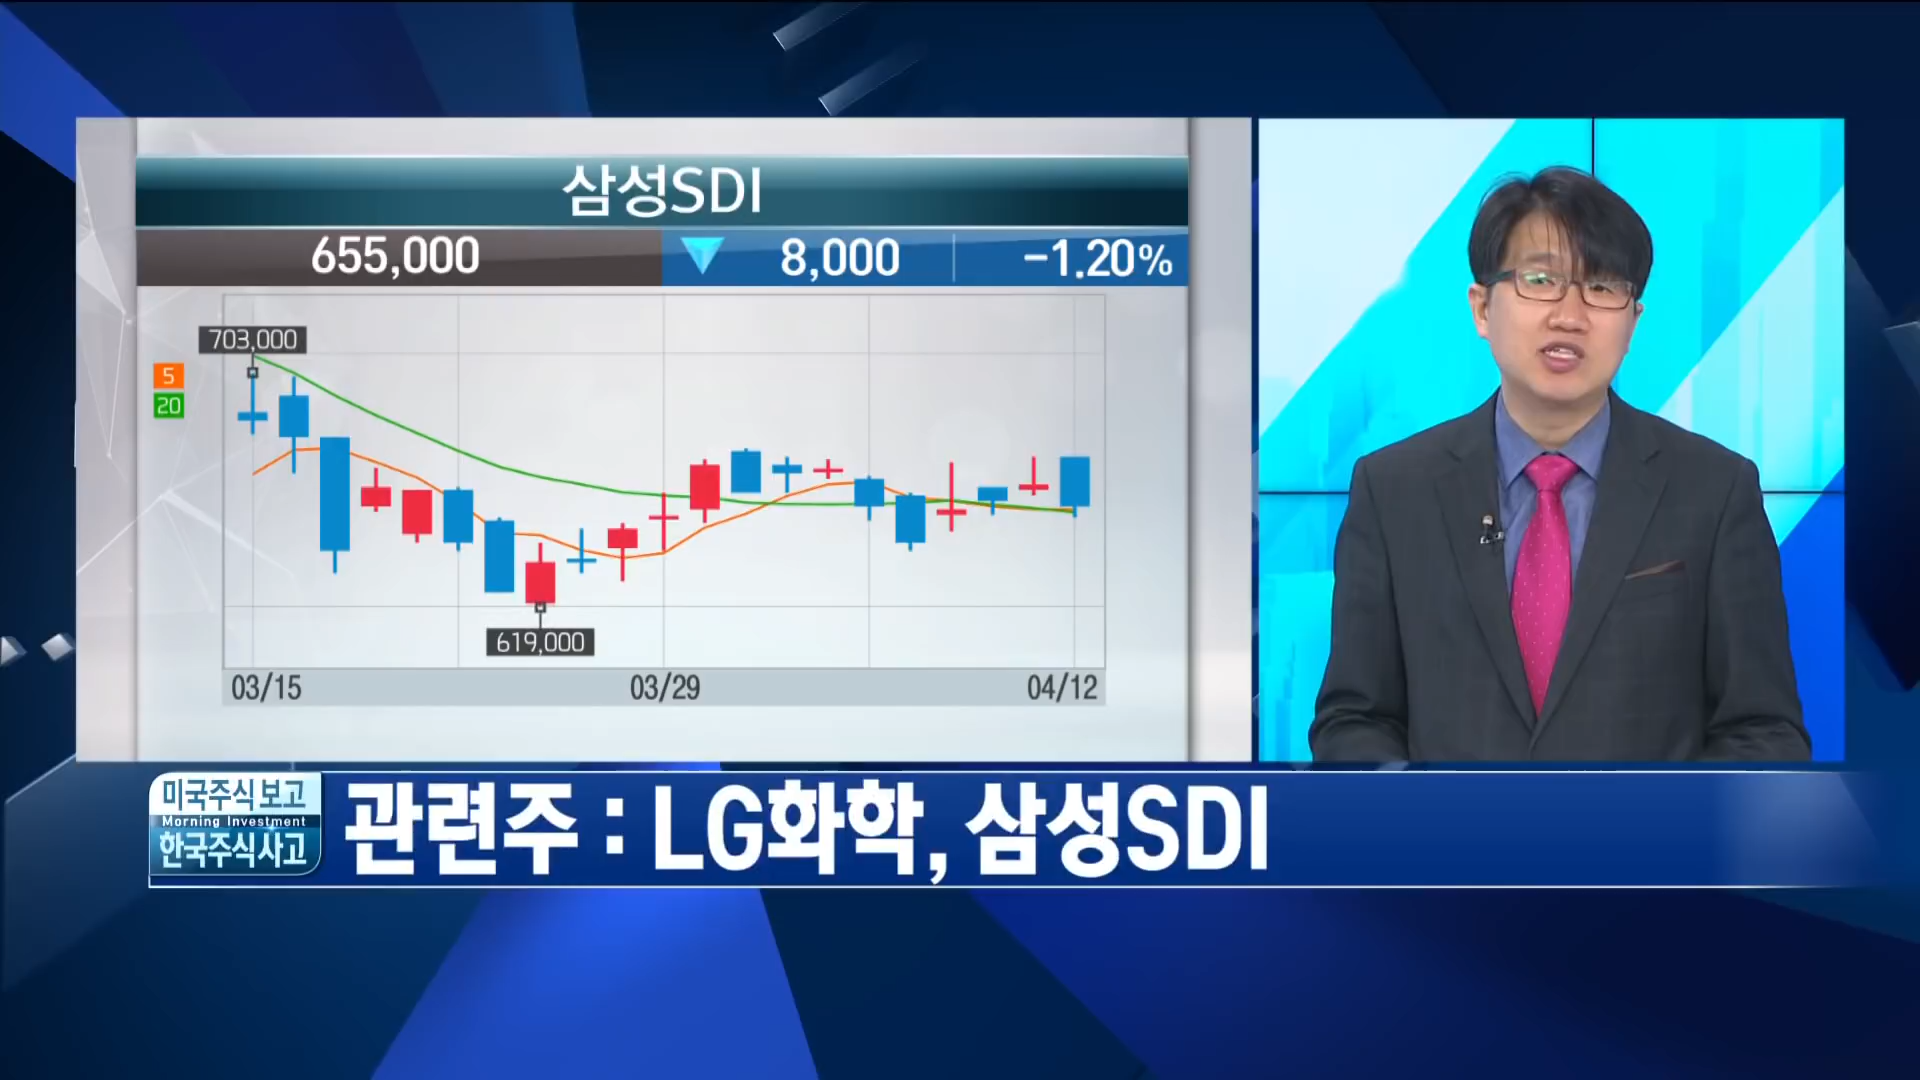 삼성SDI
655,000 ▼ 8,000 -1.20%
703,000
5
20
619,000
03/15 03/29 04/12
미국주식 보고
Morning Investment
한국주식 사고
관련주 : LG화학, 삼성SDI